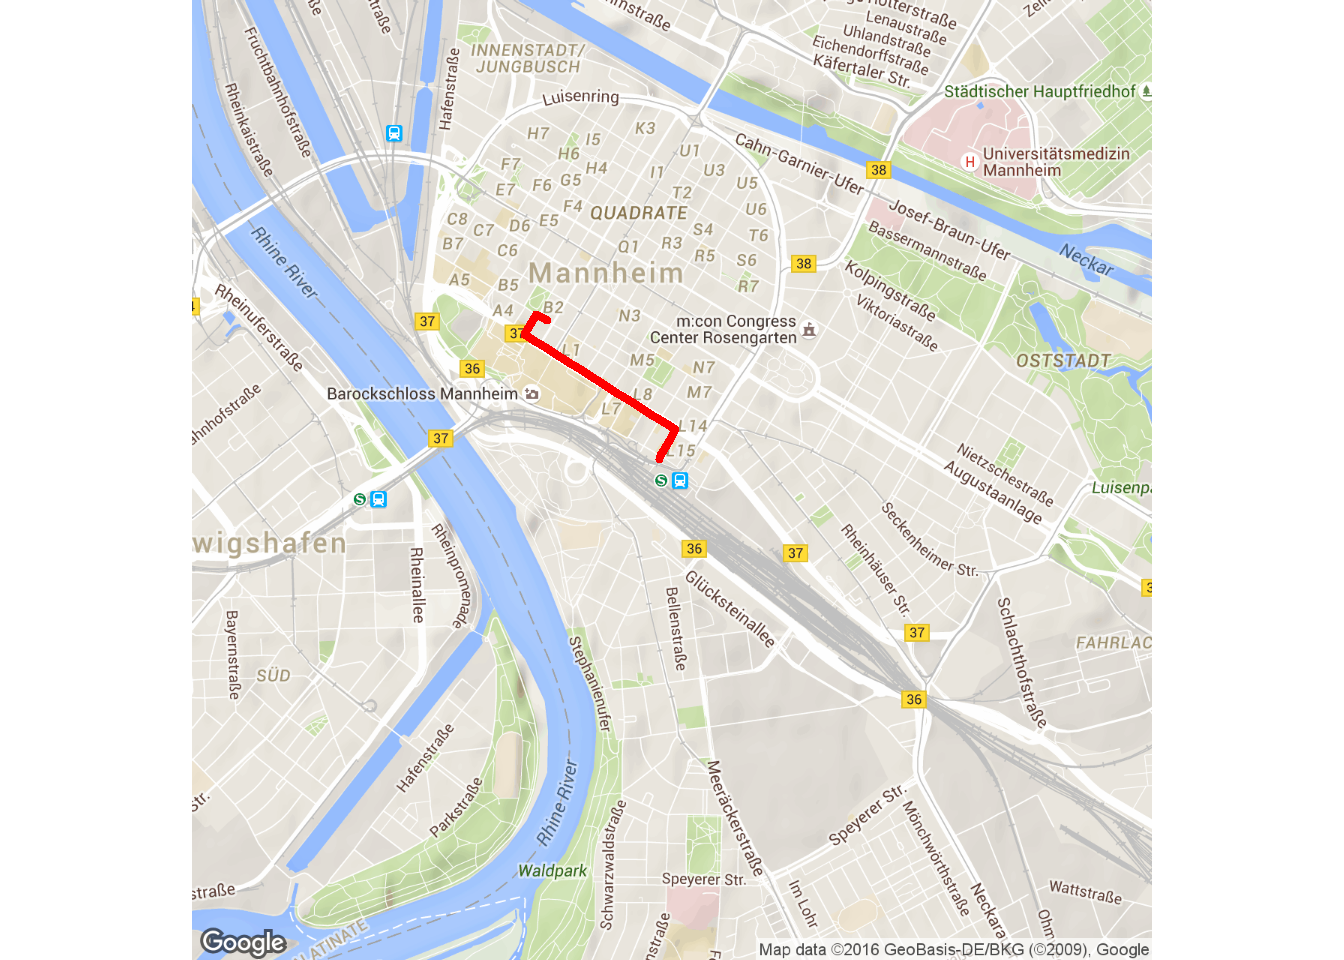 Lenaustraße
Uhlandstraße
Eichendorffstraße
Käfertaler Str.
Fruchtbahnhofstraße
Rheinkaistraße
Hafenstraße
INNENSTADT/
JUNGBUSCH
Luisenring
Städtischer Hauptfriedhof
H
Universitätsmedizin
Mannheim
Cahn-Garnier-Ufer
38
Josef-Braun-Ufer
Bassermannstraße
Neckar
H7
I5
K3
H6
H4
U1
F7
G5
I1
U3
E7
F6
T2
U5
F4
QUADRATE
U6
C8
D6
E5
S4
T6
C7
B7
C6
Q1
R3
R5
S6
38
Mannheim
A5
B5
R7
Kolpingstraße
Viktoriastraße
A4
B2
N3
m:con Congress
Center Rosengarten
37
37
Rhine River
Rheinuferstraße
4
L1
M5
N7
OSTSTADT
36
L8
M7
Barockschloss Mannheim
L7
L14
L15
37
S
S
wigshafen
Nietzschestraße
Augustaanlage
Luisenpa
Seckenheimer Str.
Rheinhäuser Str.
36
37
Rheinallee
Rheinpromenade
Bellenstraße
Glücksteinallee
Bayernstraße
SÜD
Stephanienufer
37
Schlachthofstraße
FAHRLAC
36
Hafenstraße
Parkstraße
Rhine River
Meeräckerstraße
Speyerer Str.
Mönchwörthstraße
Schwarzwaldstraße
Waldpark
Speyerer Str.
Im Lohr
Neckara
Wattstraße
Ohm
straße
Str.
LATINATE
Google
Map data ©2016 GeoBasis-DE/BKG (©2009), Google